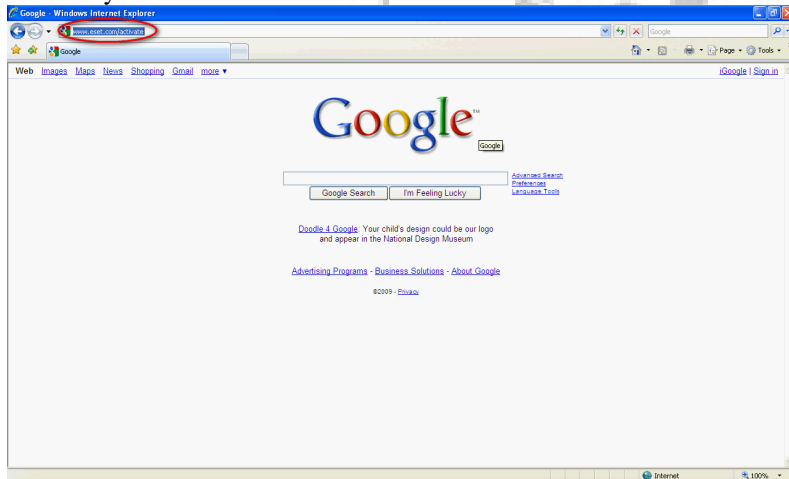 Google - Windows Internet Explorer
www.eset.com/activate
Google
Google
Page
Tools
Web Images Maps News Shopping Gmail more ▼
iGoogle | Sign in
Google™
Google
Advanced Search
Preferences
Language Tools
Google Search
I'm Feeling Lucky
Doodle 4 Google: Your child's design could be our logo
and appear in the National Design Museum
Advertising Programs - Business Solutions - About Google
©2009 - Privacy
Internet
100%